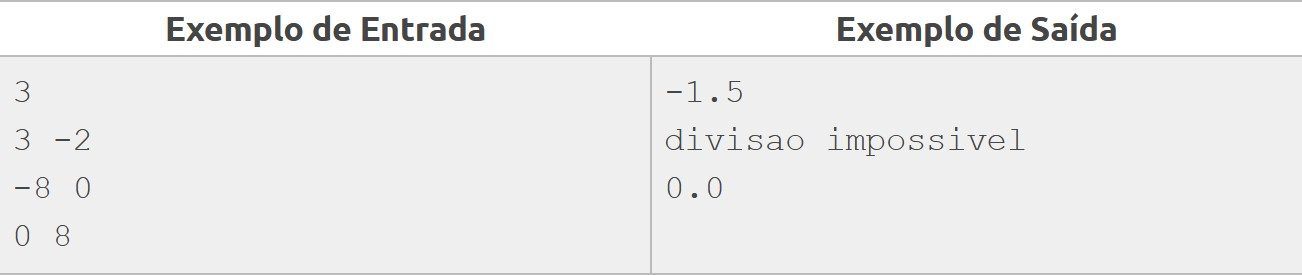 Exemplo de Entrada
Exemplo de Saída
3
3 -2
-8 0
0 8
-1.5
divisao impossivel
0.0